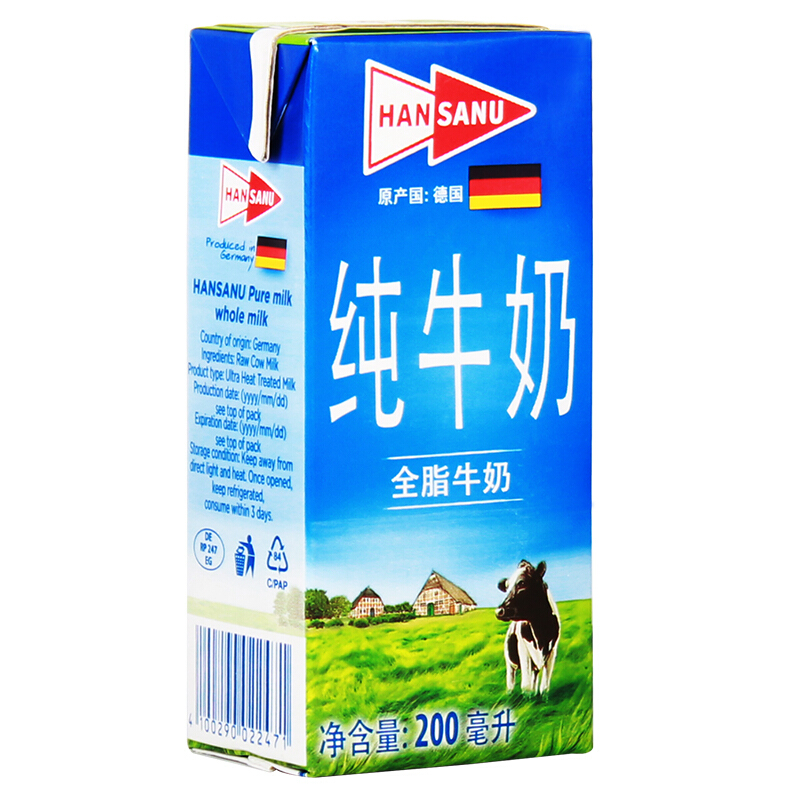 HANSANU
原产国: 德国
纯牛奶
全脂牛奶
净含量: 200毫升
HANSANU
Produced in
Germany
HANSANU Pure milk
whole milk
Country of origin: Germany
Ingredients: Raw Cow Milk
Product type: Ultra Heat Treated Milk
Production date: (yyyy/mm/dd)
see top of pack
Expiration date: (yyyy/mm/dd)
see top of pack
Storage condition: Keep away from
direct light and heat. Once opened,
keep refrigerated,
consume within 3 days.
DE
RP 247
EG
84
C/PAP
4 100290 022471